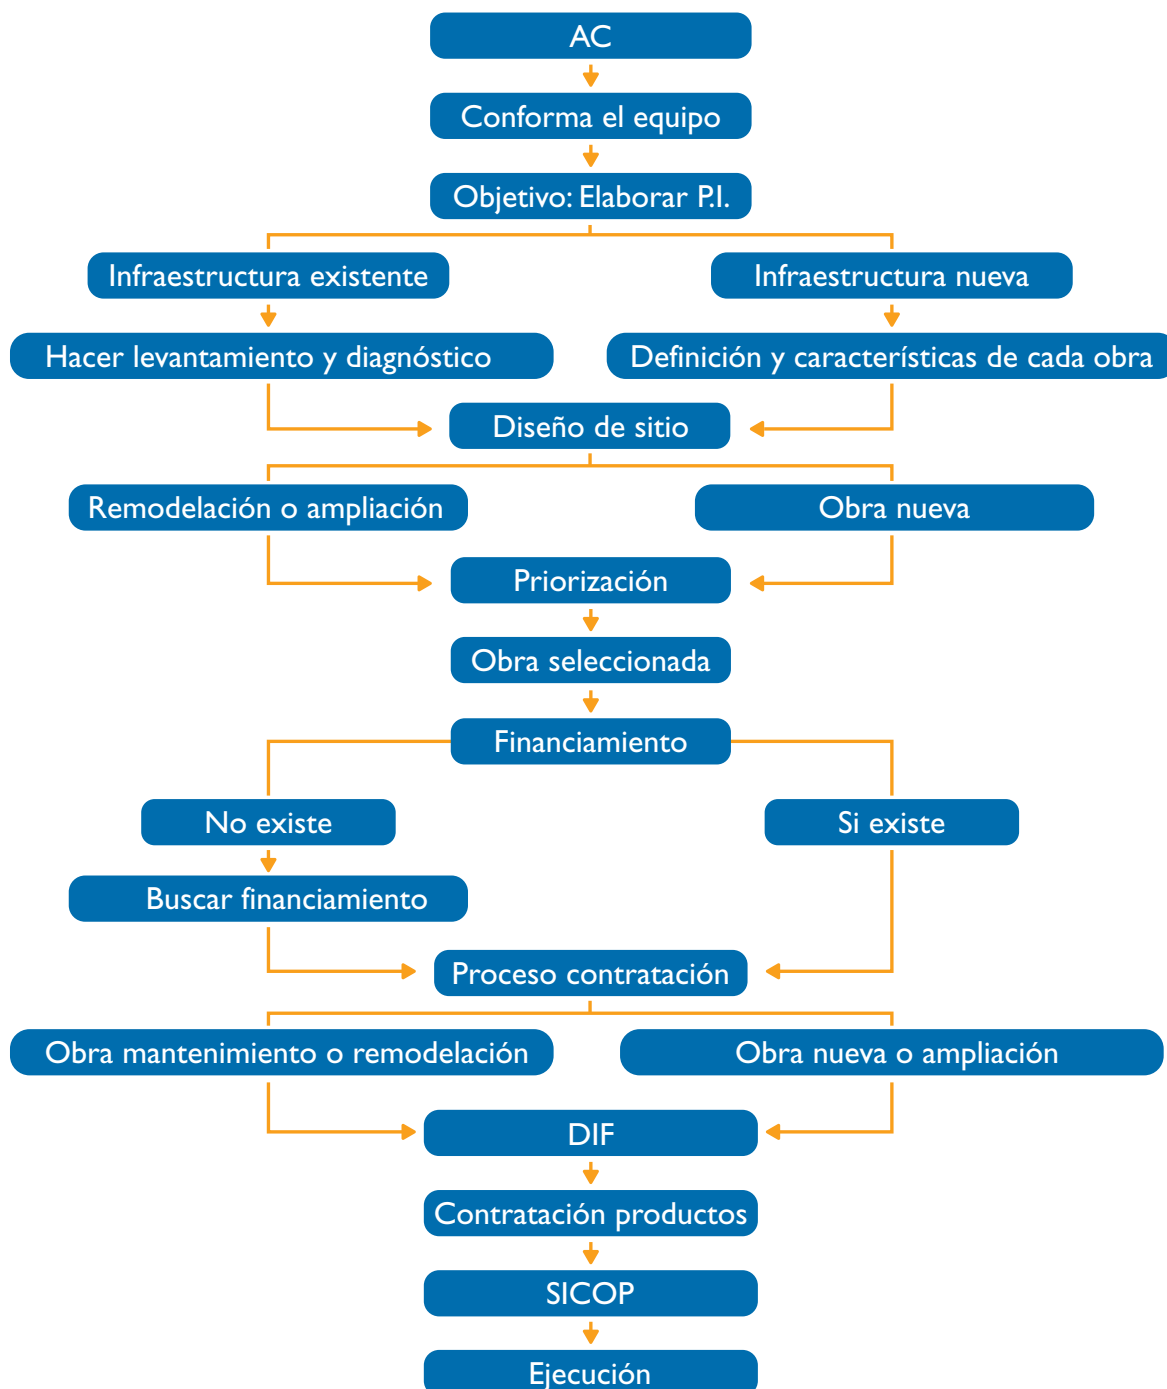 AC
Conforma el equipo
Objetivo: Elaborar P.I.
Infraestructura existente
Infraestructura nueva
Hacer levantamiento y diagnóstico
Definición y características de cada obra
Diseño de sitio
Remodelación o ampliación
Obra nueva
Priorización
Obra seleccionada
Financiamiento
No existe
Si existe
Buscar financiamiento
Proceso contratación
Obra mantenimiento o remodelación
Obra nueva o ampliación
DIF
Contratación productos
SICOP
Ejecución